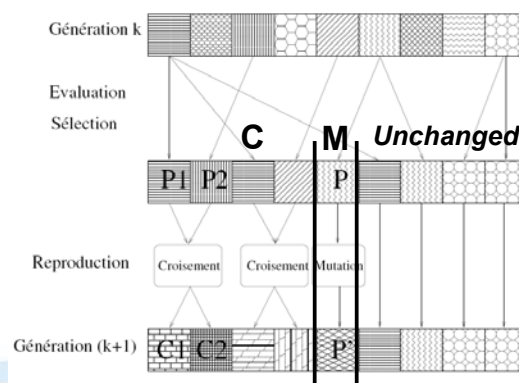 Génération k
Evaluation
Sélection
C M Unchanged
P1 P2 P
Reproduction
Croisement Croisement Mutation
Génération (k+1)
C1 C2 P'